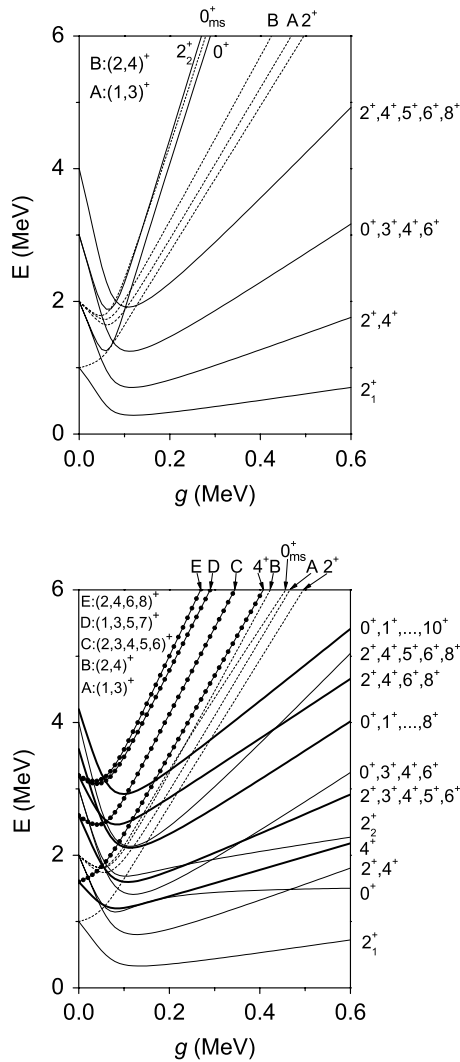 0⁺ms
2⁺2 0⁺ B A 2⁺
6
B:(2,4)⁺
A:(1,3)⁺
2⁺,4⁺,5⁺,6⁺,8⁺
4
E (MeV)
0⁺,3⁺,4⁺,6⁺
2
2⁺,4⁺
2⁺1
0
0.0 0.2 0.4 0.6
g (MeV)
0⁺ms
E D C 4⁺ B A 2⁺
6
E:(2,4,6,8)⁺
D:(1,3,5,7)⁺
C:(2,3,4,5,6)⁺
B:(2,4)⁺
A:(1,3)⁺
0⁺,1⁺,...,10⁺
2⁺,4⁺,5⁺,6⁺,8⁺
2⁺,4⁺,6⁺,8⁺
4
0⁺,1⁺,...,8⁺
E (MeV)
0⁺,3⁺,4⁺,6⁺
2⁺,3⁺,4⁺,5⁺,6⁺
2⁺2
4⁺
2
2⁺,4⁺
0⁺
2⁺1
0
0.0 0.2 0.4 0.6
g (MeV)